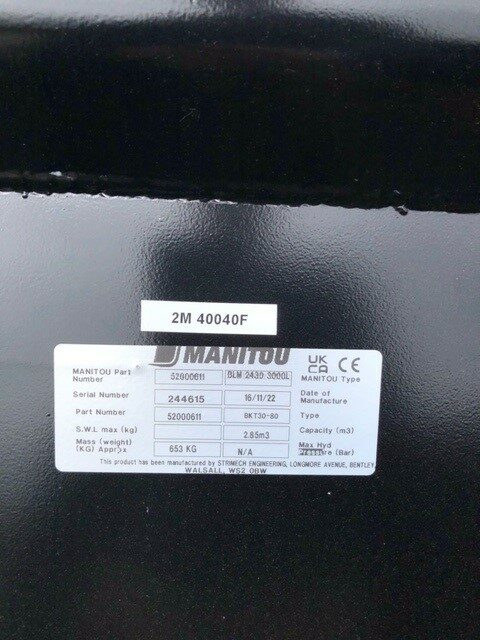 2M 40040F
MANITOU UK CA CE
MANITOU Part Number 52000611 BLM 2430 3000L MANITOU Type
Serial Number 244615 16/11/22 Date of Manufacture
Part Number 52000611 BKT30-80 Type
S.W.L max (kg) 2.85m3 Capacity (m3)
Mass (weight) (KG) Apprx 653 KG N/A Max Hyd Pressure (Bar)
This product has been manufactured by STRIMECH ENGINEERING, LONGMORE AVENUE, BENTLEY,
WALSALL, WS2 0BW